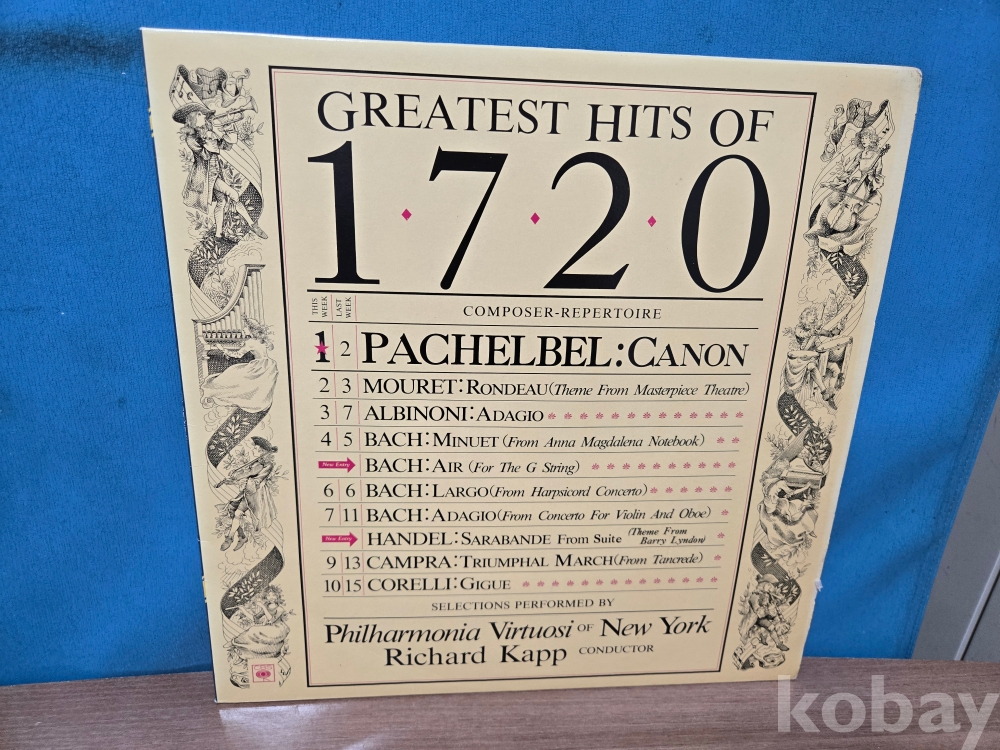 GREATEST HITS OF
1·7·2·0
THIS WEEK LAST WEEK COMPOSER-REPERTOIRE
1 2 PACHELBEL: CANON
2 3 MOURET: RONDEAU (Theme From Masterpiece Theatre)
3 7 ALBINONI: ADAGIO
4 5 BACH: MINUET (From Anna Magdalena Notebook)
New Entry BACH: AIR (For The G String)
6 6 BACH: LARGO (From Harpsicord Concerto)
7 11 BACH: ADAGIO (From Concerto For Violin And Oboe)
New Entry HANDEL: SARABANDE From Suite (Theme From Barry Lyndon)
9 13 CAMPRA: TRIUMPHAL MARCH (From Tancrede)
10 15 CORELLI: GIGUE
SELECTIONS PERFORMED BY
Philharmonia Virtuosi OF New York
Richard Kapp CONDUCTOR
CBS
kobay